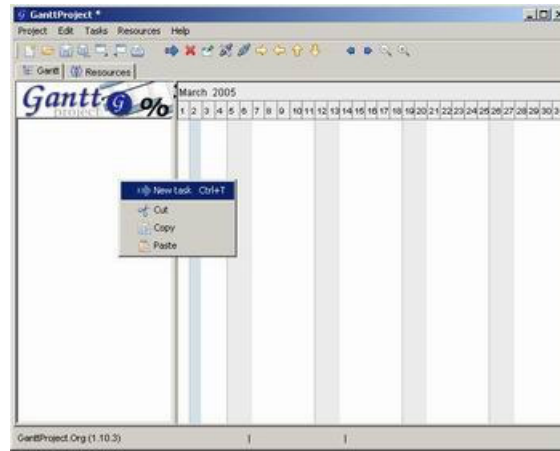 GanttProject *
Project Edit Tasks Resources Help
Gantt Resources
Gantt G %
project
March 2005
1 2 3 4 5 6 7 8 9 10 11 12 13 14 15 16 17 18 19 20 21 22 23 24 25 26 27 28 29 30
New task Ctrl+T
Cut
Copy
Paste
GanttProject.Org (1.10.3)